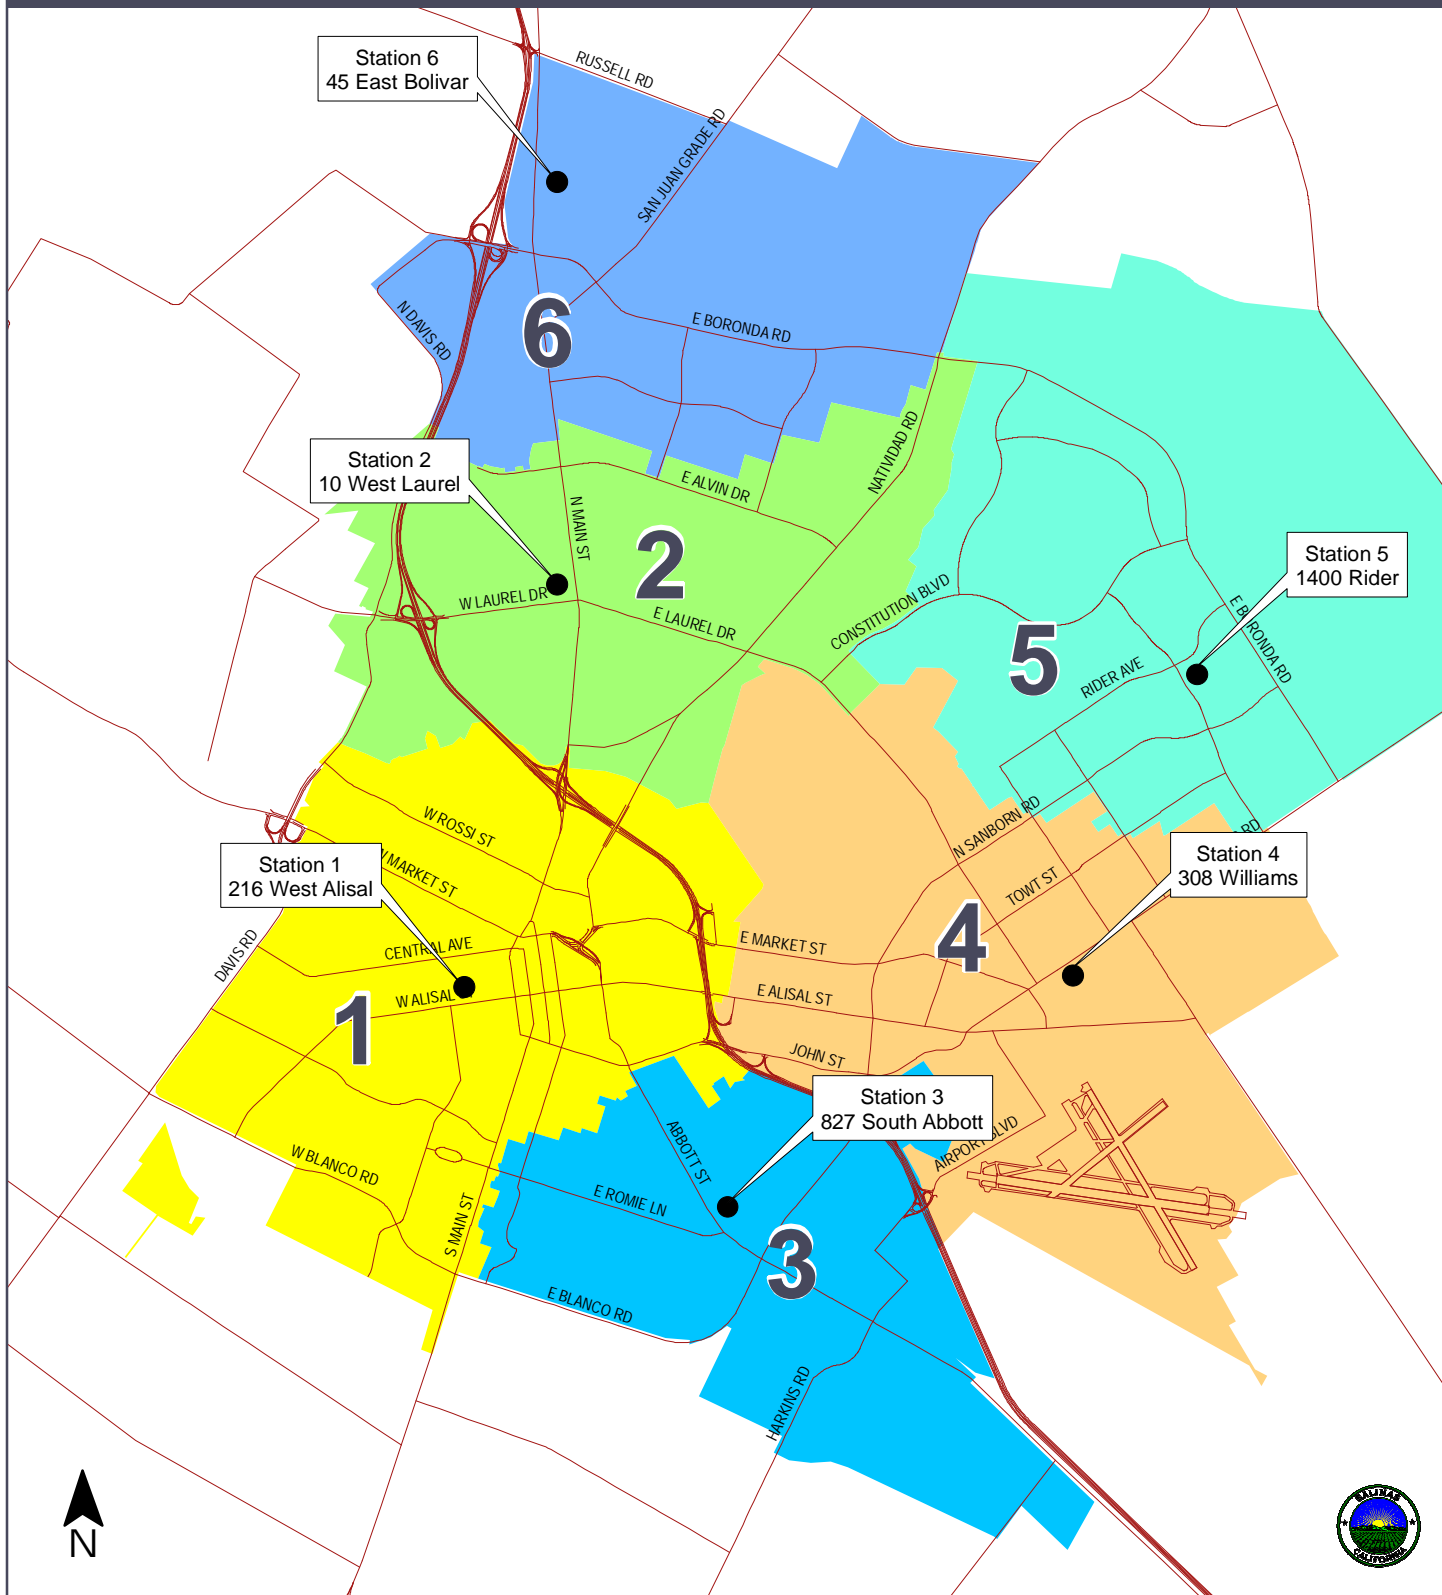 Station 6
45 East Bolivar
RUSSELL RD
SAN JUAN GRADE RD
N DAVIS RD
6
E BORONDA RD
Station 2
10 West Laurel
NATIVIDAD RD
E ALVIN DR
N MAIN ST
2
Station 5
1400 Rider
W LAUREL DR
E LAUREL DR
CONSTITUTION BLVD
5
E BORONDA RD
RIDER AVE
W ROSSI ST
N SANBORN RD
RD
Station 1
216 West Alisal
W MARKET ST
Station 4
308 Williams
TOWT ST
DAVIS RD
CENTRAL AVE
E MARKET ST
4
W ALISAL
E ALISAL ST
1
JOHN ST
Station 3
827 South Abbott
ABBOTT ST
AIRPORT BLVD
W BLANCO RD
E ROMIE LN
S MAIN ST
3
E BLANCO RD
HARKINS RD
N
SALINAS
CALIFORNIA